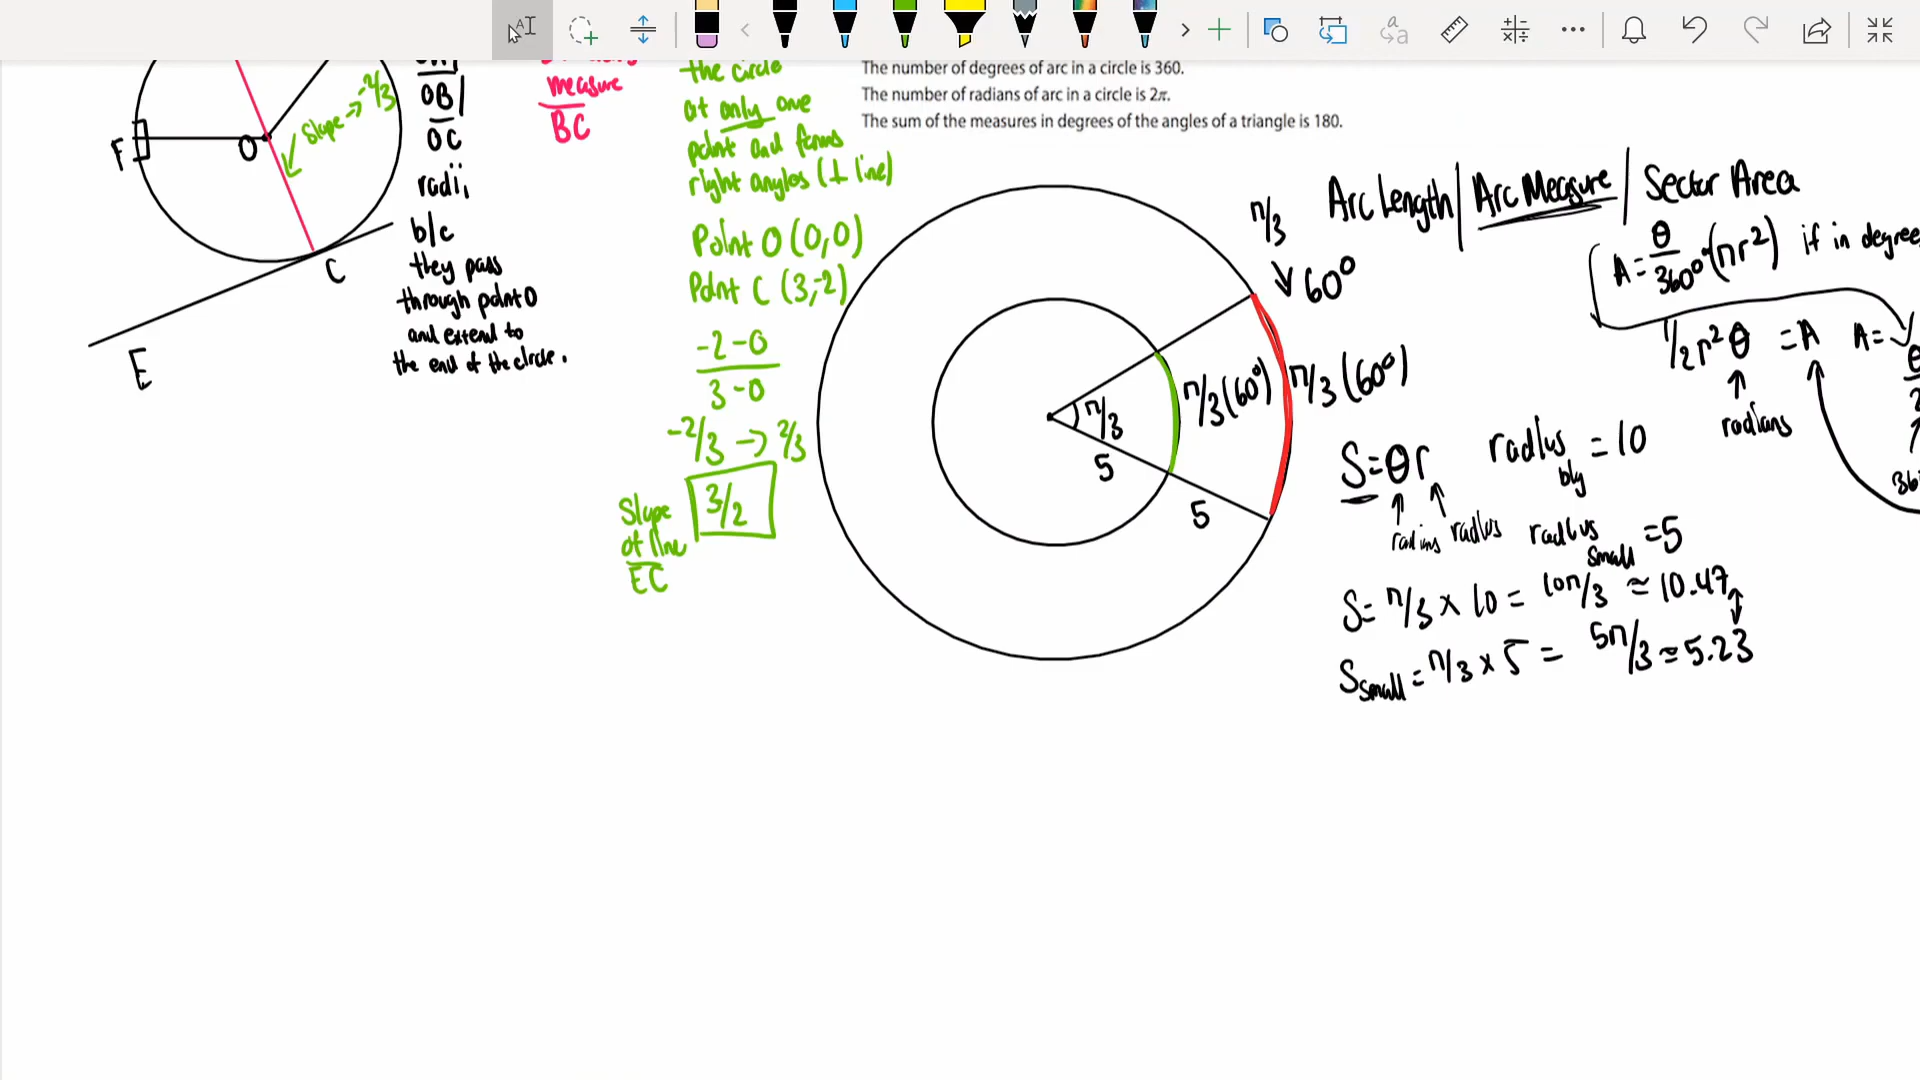 F
O
Slope → -2/3
C
E
OB
OC
radii,
b/c
they pass
through point O
and extend to
the end of the circle.
measure
BC
the circle
at only one
point and forms
right angles (⊥ line)
Point O (0,0)
Point C (3,-2)
-2-0
3-0
-2/3 → 2/3
3/2
Slope
of line
EC
The number of degrees of arc in a circle is 360.
The number of radians of arc in a circle is 2π.
The sum of the measures in degrees of the angles of a triangle is 180.
π/3
60°
π/3
π/3(60°)
π/3 (60°)
5
5
Arc Length | Arc Measure | Sector Area
A = θ/360° (πr²) if in degree
1/2 r² θ = A A =
radians
S = θr
radians radius
radius big = 10
radius small = 5
S = π/3 × 10 = 10π/3 ≈ 10.47
S small = π/3 × 5 = 5π/3 ≈ 5.23